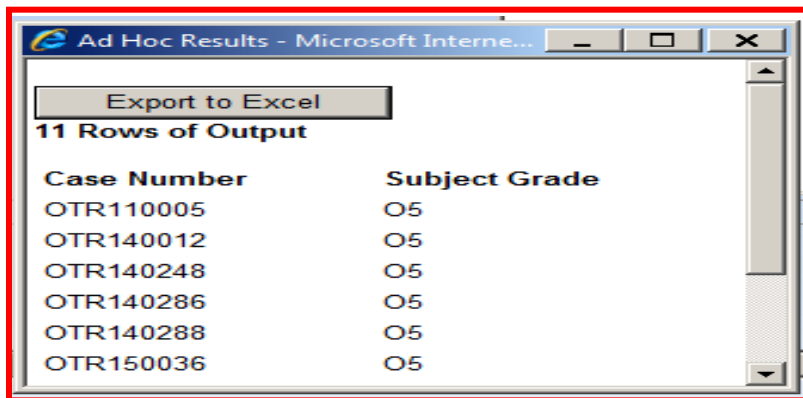 Ad Hoc Results - Microsoft Interne...
Export to Excel
11 Rows of Output
Case Number Subject Grade
OTR110005 O5
OTR140012 O5
OTR140248 O5
OTR140286 O5
OTR140288 O5
OTR150036 O5